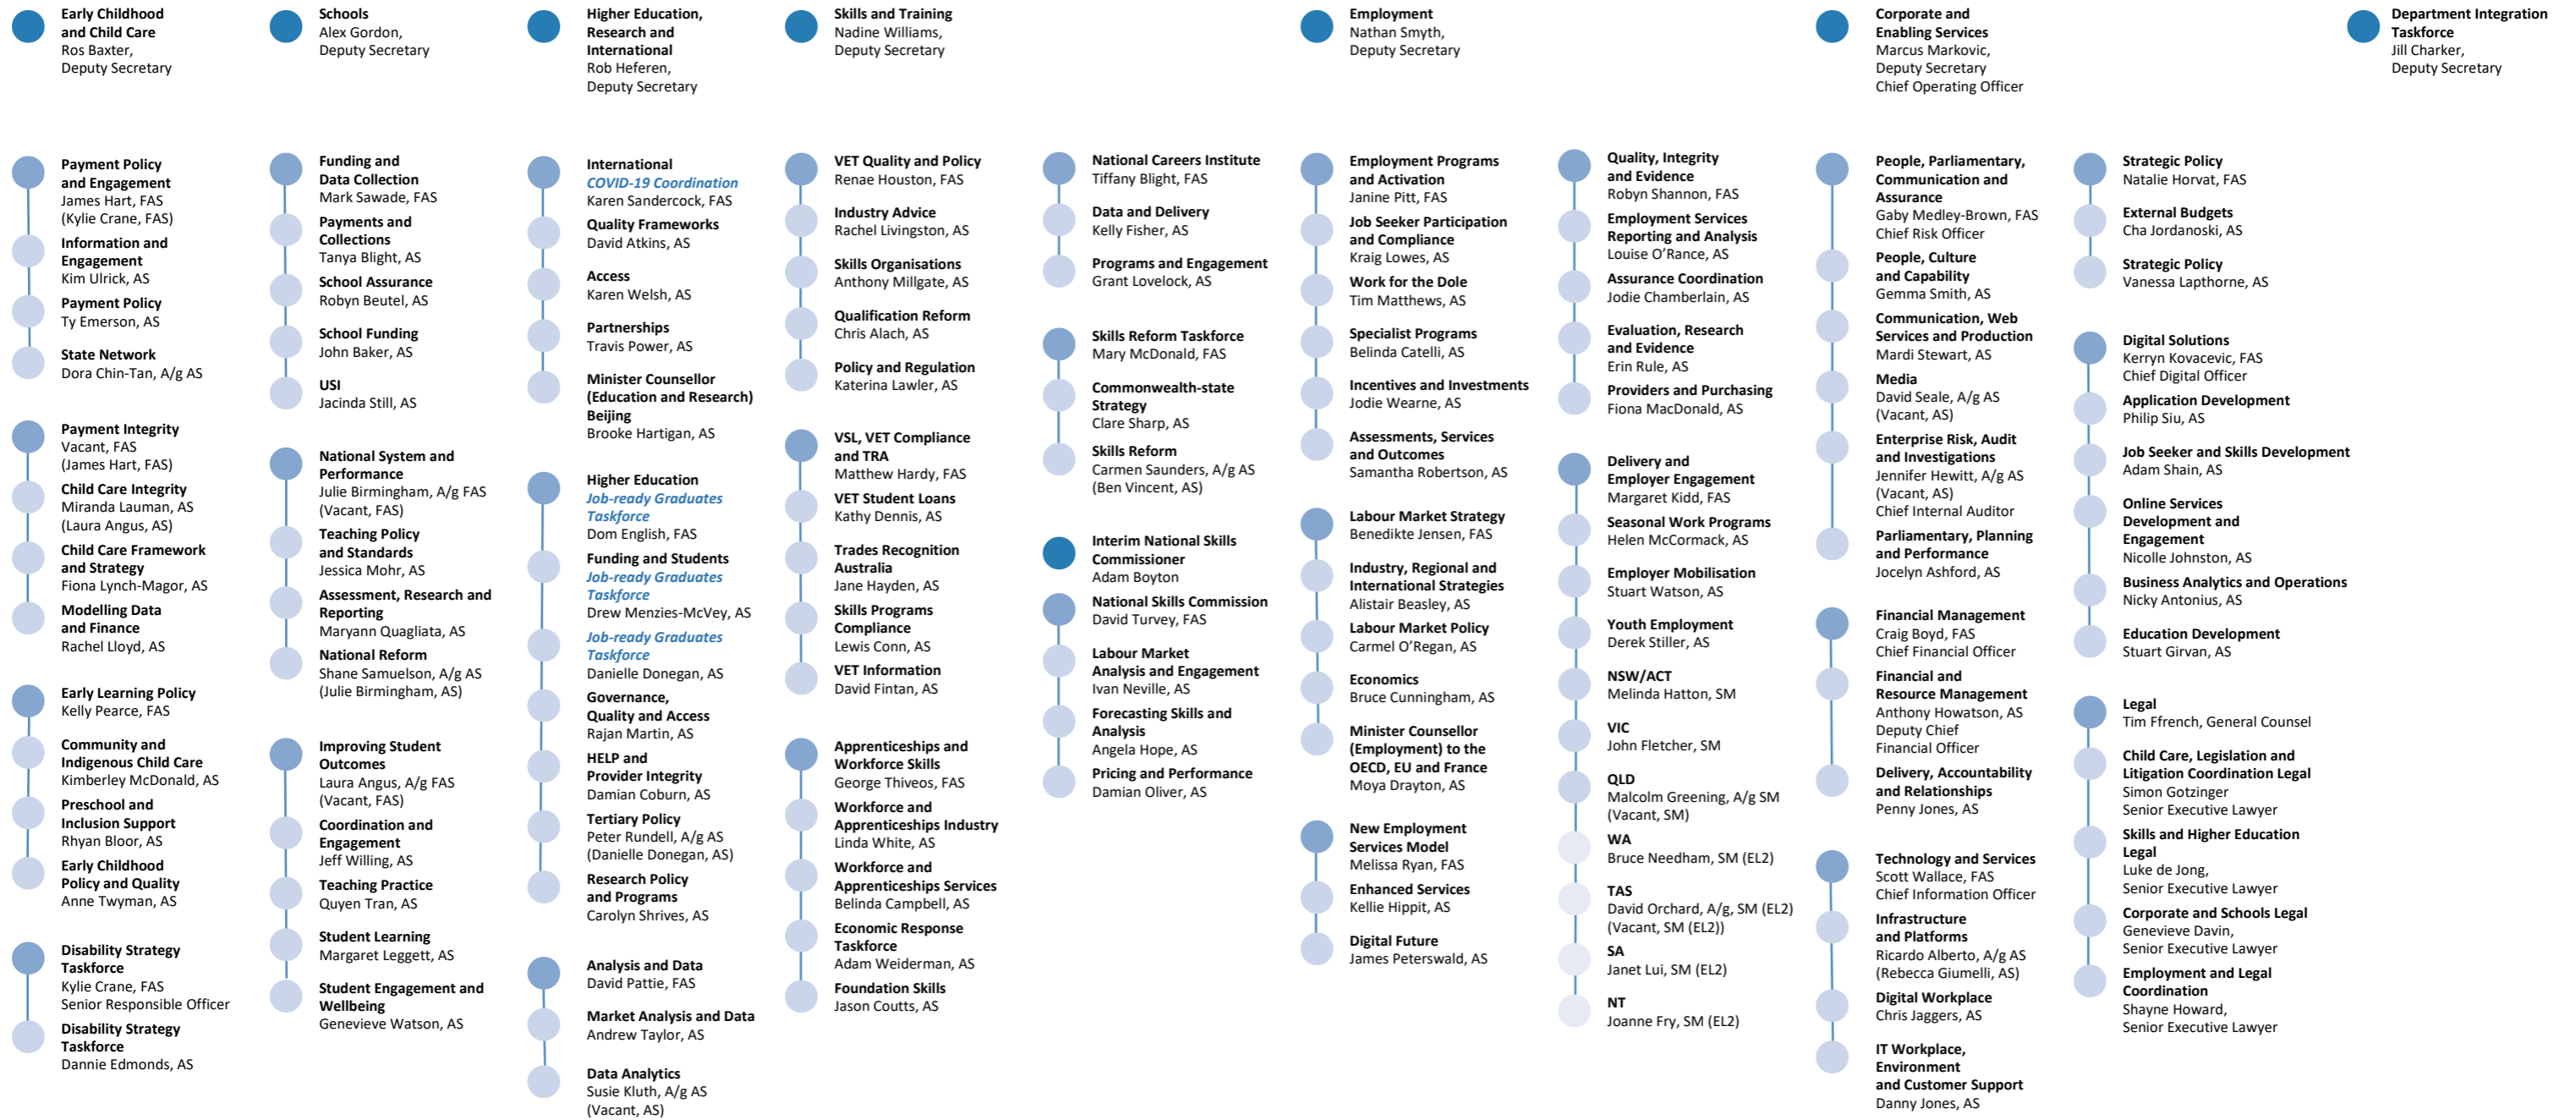 Early Childhood
and Child Care
Ros Baxter,
Deputy Secretary
Schools
Alex Gordon,
Deputy Secretary
Higher Education,
Research and
International
Rob Heferen,
Deputy Secretary
Skills and Training
Nadine Williams,
Deputy Secretary
Employment
Nathan Smyth,
Deputy Secretary
Corporate and
Enabling Services
Marcus Markovic,
Deputy Secretary
Chief Operating Officer
Department Integration
Taskforce
Jill Charker,
Deputy Secretary
Payment Policy
and Engagement
James Hart, FAS
(Kylie Crane, FAS)
Information and
Engagement
Kim Ulrick, AS
Payment Policy
Ty Emerson, AS
State Network
Dora Chin-Tan, A/g AS
Payment Integrity
Vacant, FAS
(James Hart, FAS)
Child Care Integrity
Miranda Lauman, AS
(Laura Angus, AS)
Child Care Framework
and Strategy
Fiona Lynch-Magor, AS
Modelling Data
and Finance
Rachel Lloyd, AS
Early Learning Policy
Kelly Pearce, FAS
Community and
Indigenous Child Care
Kimberley McDonald, AS
Preschool and
Inclusion Support
Rhyan Bloor, AS
Early Childhood
Policy and Quality
Anne Twyman, AS
Disability Strategy
Taskforce
Kylie Crane, FAS
Senior Responsible Officer
Disability Strategy
Taskforce
Dannie Edmonds, AS
Funding and
Data Collection
Mark Sawade, FAS
Payments and
Collections
Tanya Blight, AS
School Assurance
Robyn Beutel, AS
School Funding
John Baker, AS
USI
Jacinda Still, AS
National System and
Performance
Julie Birmingham, A/g FAS
(Vacant, FAS)
Teaching Policy
and Standards
Jessica Mohr, AS
Assessment, Research and
Reporting
Maryann Quagliata, AS
National Reform
Shane Samuelson, A/g AS
(Julie Birmingham, AS)
Improving Student
Outcomes
Laura Angus, A/g FAS
(Vacant, FAS)
Coordination and
Engagement
Jeff Willing, AS
Teaching Practice
Quyen Tran, AS
Student Learning
Margaret Leggett, AS
Student Engagement and
Wellbeing
Genevieve Watson, AS
International
COVID-19 Coordination
Karen Sandercock, FAS
Quality Frameworks
David Atkins, AS
Access
Karen Welsh, AS
Partnerships
Travis Power, AS
Minister Counsellor
(Education and Research)
Beijing
Brooke Hartigan, AS
Higher Education
Job-ready Graduates
Taskforce
Dom English, FAS
Funding and Students
Job-ready Graduates
Taskforce
Drew Menzies-McVey, AS
Job-ready Graduates
Taskforce
Danielle Donegan, AS
Governance,
Quality and Access
Rajan Martin, AS
HELP and
Provider Integrity
Damian Coburn, AS
Tertiary Policy
Peter Rundell, A/g AS
(Danielle Donegan, AS)
Research Policy
and Programs
Carolyn Shrives, AS
Analysis and Data
David Pattie, FAS
Market Analysis and Data
Andrew Taylor, AS
Data Analytics
Susie Kluth, A/g AS
(Vacant, AS)
VET Quality and Policy
Renae Houston, FAS
Industry Advice
Rachel Livingston, AS
Skills Organisations
Anthony Millgate, AS
Qualification Reform
Chris Alach, AS
Policy and Regulation
Katerina Lawler, AS
VSL, VET Compliance
and TRA
Matthew Hardy, FAS
VET Student Loans
Kathy Dennis, AS
Trades Recognition
Australia
Jane Hayden, AS
Skills Programs
Compliance
Lewis Conn, AS
VET Information
David Fintan, AS
Apprenticeships and
Workforce Skills
George Thiveos, FAS
Workforce and
Apprenticeships Industry
Linda White, AS
Workforce and
Apprenticeships Services
Belinda Campbell, AS
Economic Response
Taskforce
Adam Weiderman, AS
Foundation Skills
Jason Coutts, AS
National Careers Institute
Tiffany Blight, FAS
Data and Delivery
Kelly Fisher, AS
Programs and Engagement
Grant Lovelock, AS
Skills Reform Taskforce
Mary McDonald, FAS
Commonwealth-state
Strategy
Clare Sharp, AS
Skills Reform
Carmen Saunders, A/g AS
(Ben Vincent, AS)
Interim National Skills
Commissioner
Adam Boyton
National Skills Commission
David Turvey, FAS
Labour Market
Analysis and Engagement
Ivan Neville, AS
Forecasting Skills and
Analysis
Angela Hope, AS
Pricing and Performance
Damian Oliver, AS
Employment Programs
and Activation
Janine Pitt, FAS
Job Seeker Participation
and Compliance
Kraig Lowes, AS
Work for the Dole
Tim Matthews, AS
Specialist Programs
Belinda Catelli, AS
Incentives and Investments
Jodie Wearne, AS
Assessments, Services
and Outcomes
Samantha Robertson, AS
Labour Market Strategy
Benedikte Jensen, FAS
Industry, Regional and
International Strategies
Alistair Beasley, AS
Labour Market Policy
Carmel O’Regan, AS
Economics
Bruce Cunningham, AS
Minister Counsellor
(Employment) to the
OECD, EU and France
Moya Drayton, AS
New Employment
Services Model
Melissa Ryan, FAS
Enhanced Services
Kellie Hippit, AS
Digital Future
James Peterswald, AS
Quality, Integrity
and Evidence
Robyn Shannon, FAS
Employment Services
Reporting and Analysis
Louise O’Rance, AS
Assurance Coordination
Jodie Chamberlain, AS
Evaluation, Research
and Evidence
Erin Rule, AS
Providers and Purchasing
Fiona MacDonald, AS
Delivery and
Employer Engagement
Margaret Kidd, FAS
Seasonal Work Programs
Helen McCormack, AS
Employer Mobilisation
Stuart Watson, AS
Youth Employment
Derek Stiller, AS
NSW/ACT
Melinda Hatton, SM
VIC
John Fletcher, SM
QLD
Malcolm Greening, A/g SM
(Vacant, SM)
WA
Bruce Needham, SM (EL2)
TAS
David Orchard, A/g, SM (EL2)
(Vacant, SM (EL2))
SA
Janet Lui, SM (EL2)
NT
Joanne Fry, SM (EL2)
People, Parliamentary,
Communication and
Assurance
Gaby Medley-Brown, FAS
Chief Risk Officer
People, Culture
and Capability
Gemma Smith, AS
Communication, Web
Services and Production
Mardi Stewart, AS
Media
David Seale, A/g AS
(Vacant, AS)
Enterprise Risk, Audit
and Investigations
Jennifer Hewitt, A/g AS
(Vacant, AS)
Chief Internal Auditor
Parliamentary, Planning
and Performance
Jocelyn Ashford, AS
Financial Management
Craig Boyd, FAS
Chief Financial Officer
Financial and
Resource Management
Anthony Howatson, AS
Deputy Chief
Financial Officer
Delivery, Accountability
and Relationships
Penny Jones, AS
Technology and Services
Scott Wallace, FAS
Chief Information Officer
Infrastructure
and Platforms
Ricardo Alberto, A/g AS
(Rebecca Giumelli, AS)
Digital Workplace
Chris Jaggers, AS
IT Workplace,
Environment
and Customer Support
Danny Jones, AS
Strategic Policy
Natalie Horvat, FAS
External Budgets
Cha Jordanoski, AS
Strategic Policy
Vanessa Lapthorne, AS
Digital Solutions
Kerryn Kovacevic, FAS
Chief Digital Officer
Application Development
Philip Siu, AS
Job Seeker and Skills Development
Adam Shain, AS
Online Services
Development and
Engagement
Nicolle Johnston, AS
Business Analytics and Operations
Nicky Antonius, AS
Education Development
Stuart Girvan, AS
Legal
Tim Ffrench, General Counsel
Child Care, Legislation and
Litigation Coordination Legal
Simon Gotzinger
Senior Executive Lawyer
Skills and Higher Education
Legal
Luke de Jong,
Senior Executive Lawyer
Corporate and Schools Legal
Genevieve Davin,
Senior Executive Lawyer
Employment and Legal
Coordination
Shayne Howard,
Senior Executive Lawyer